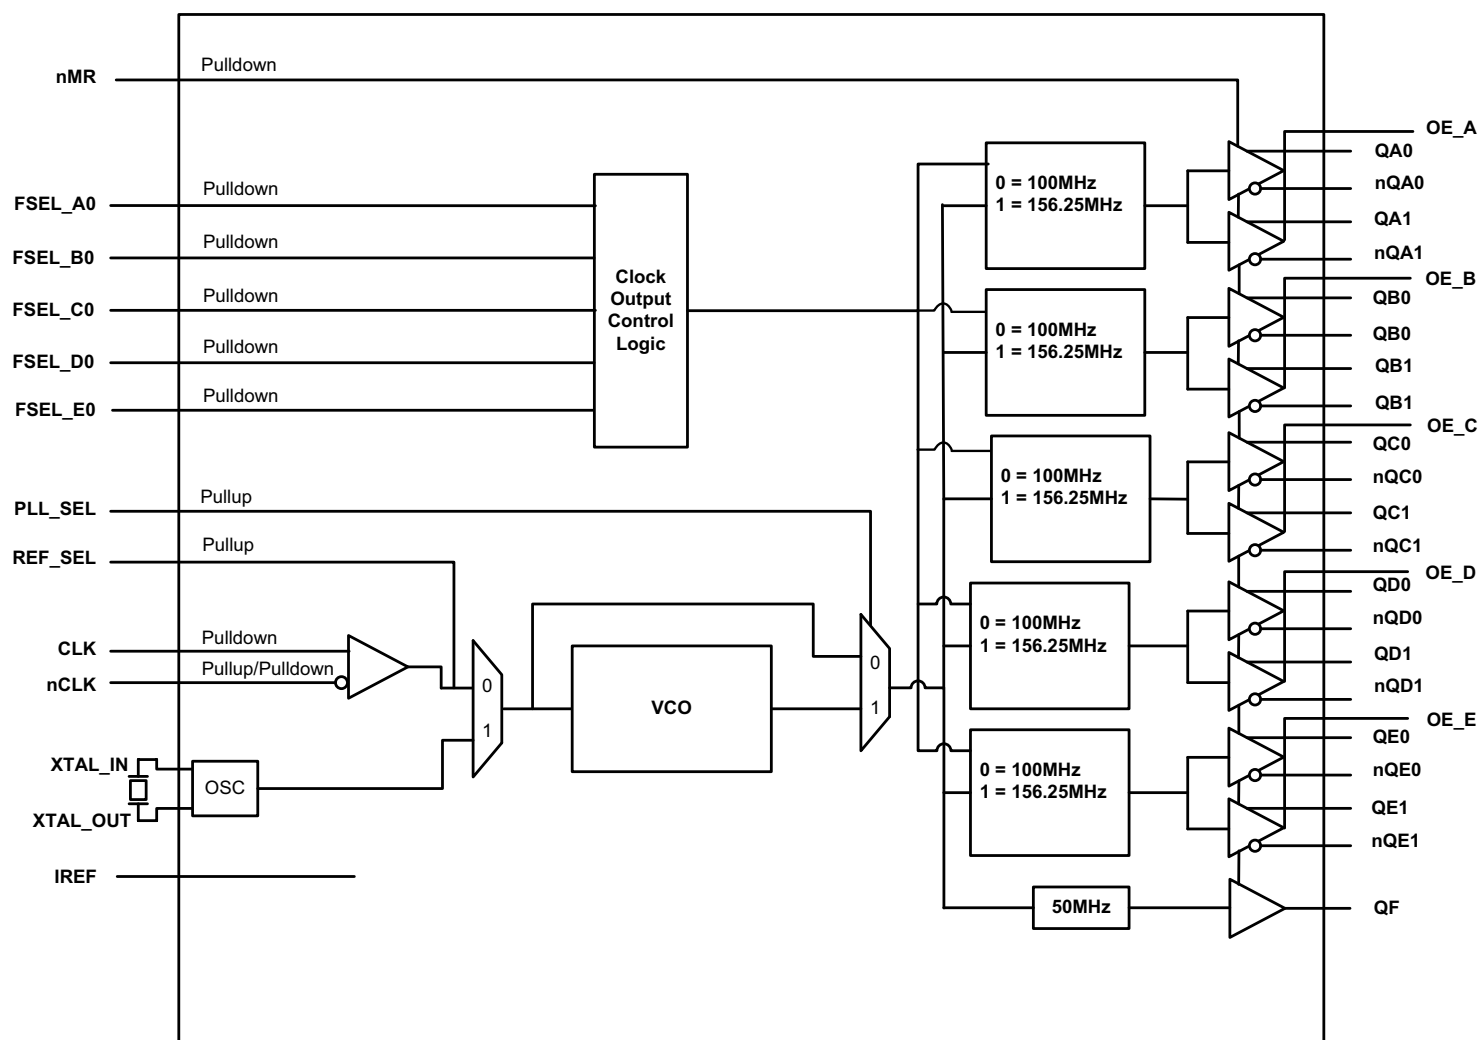 nMR
Pulldown
FSEL_A0
Pulldown
FSEL_B0
Pulldown
FSEL_C0
Pulldown
FSEL_D0
Pulldown
FSEL_E0
Pulldown
Clock
Output
Control
Logic
PLL_SEL
Pullup
REF_SEL
Pullup
CLK
Pulldown
nCLK
Pullup/Pulldown
0
1
VCO
0
1
XTAL_IN
OSC
XTAL_OUT
IREF
0 = 100MHz
1 = 156.25MHz
0 = 100MHz
1 = 156.25MHz
0 = 100MHz
1 = 156.25MHz
0 = 100MHz
1 = 156.25MHz
0 = 100MHz
1 = 156.25MHz
50MHz
OE_A
QA0
nQA0
QA1
nQA1
OE_B
QB0
QB0
QB1
QB1
OE_C
QC0
nQC0
QC1
nQC1
OE_D
QD0
nQD0
QD1
nQD1
OE_E
QE0
nQE0
QE1
nQE1
QF